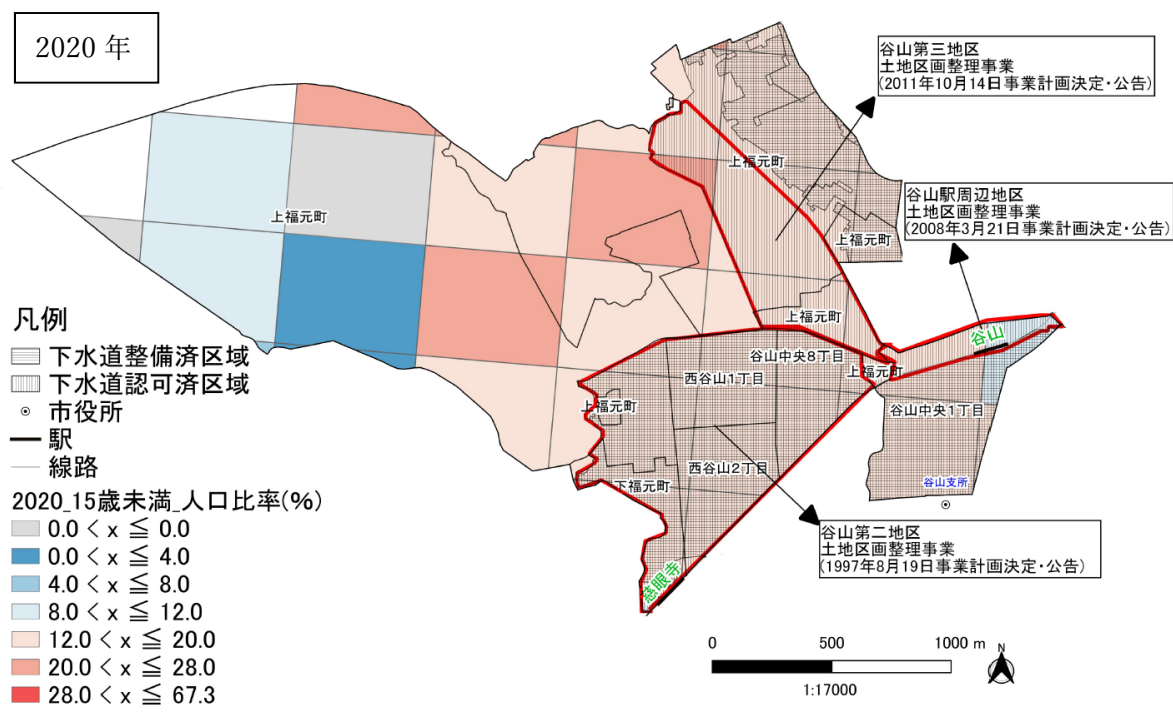 2020 年
谷山第三地区
土地区画整理事業
(2011年10月14日事業計画決定・公告)
上福元町
谷山駅周辺地区
土地区画整理事業
(2008年3月21日事業計画決定・公告)
上福元町
上福元町
上福元町
谷山
谷山中央8丁目
上福元町
西谷山1丁目
上福元町
谷山中央1丁目
西谷山2丁目
下福元町
谷山支所
谷山第二地区
土地区画整理事業
(1997年8月19日事業計画決定・公告)
慈眼寺
凡例
下水道整備済区域
下水道認可済区域
市役所
駅
線路
2020_15歳未満_人口比率(%)
0.0 < x ≦ 0.0
0.0 < x ≦ 4.0
4.0 < x ≦ 8.0
8.0 < x ≦ 12.0
12.0 < x ≦ 20.0
20.0 < x ≦ 28.0
28.0 < x ≦ 67.3
0 500 1000 m
1:17000
N